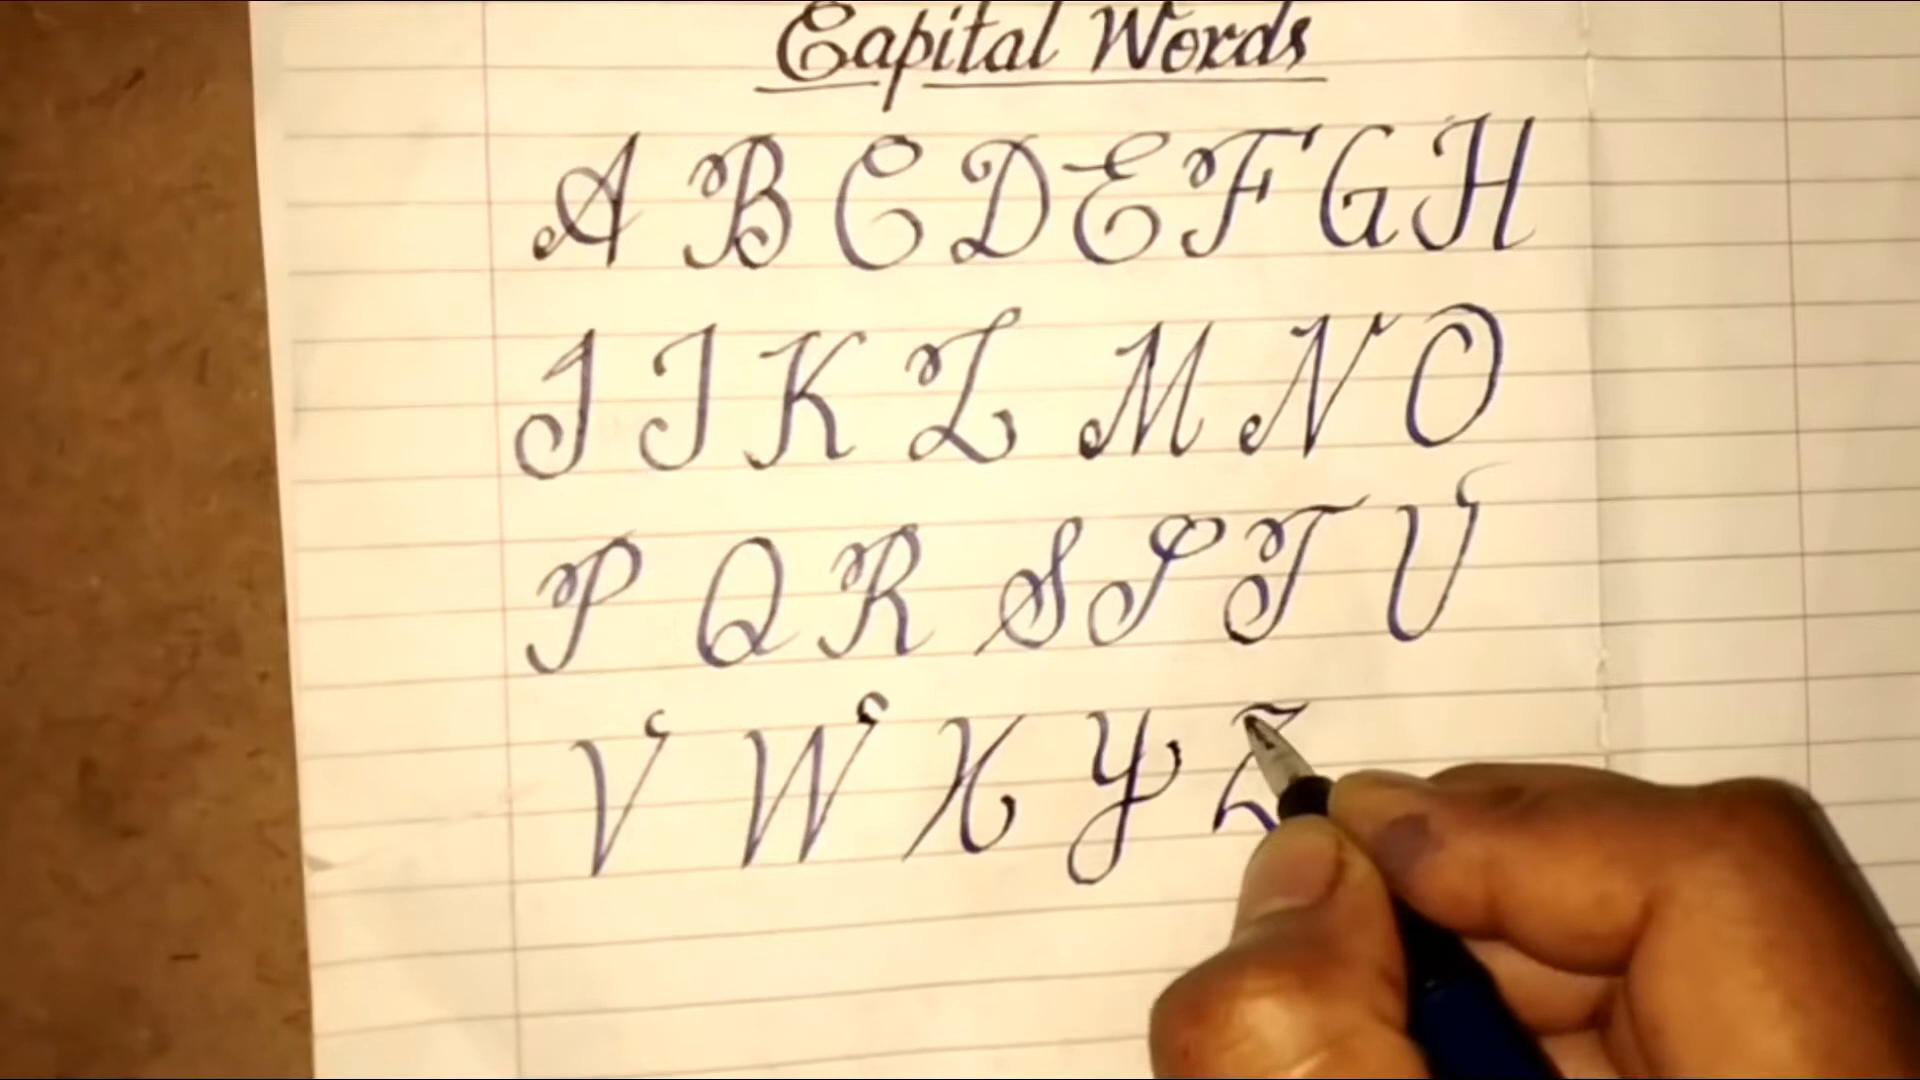 Capital Words
A B C D E F G H
I J K L M N O
P Q R S S T U
V W X Y Z